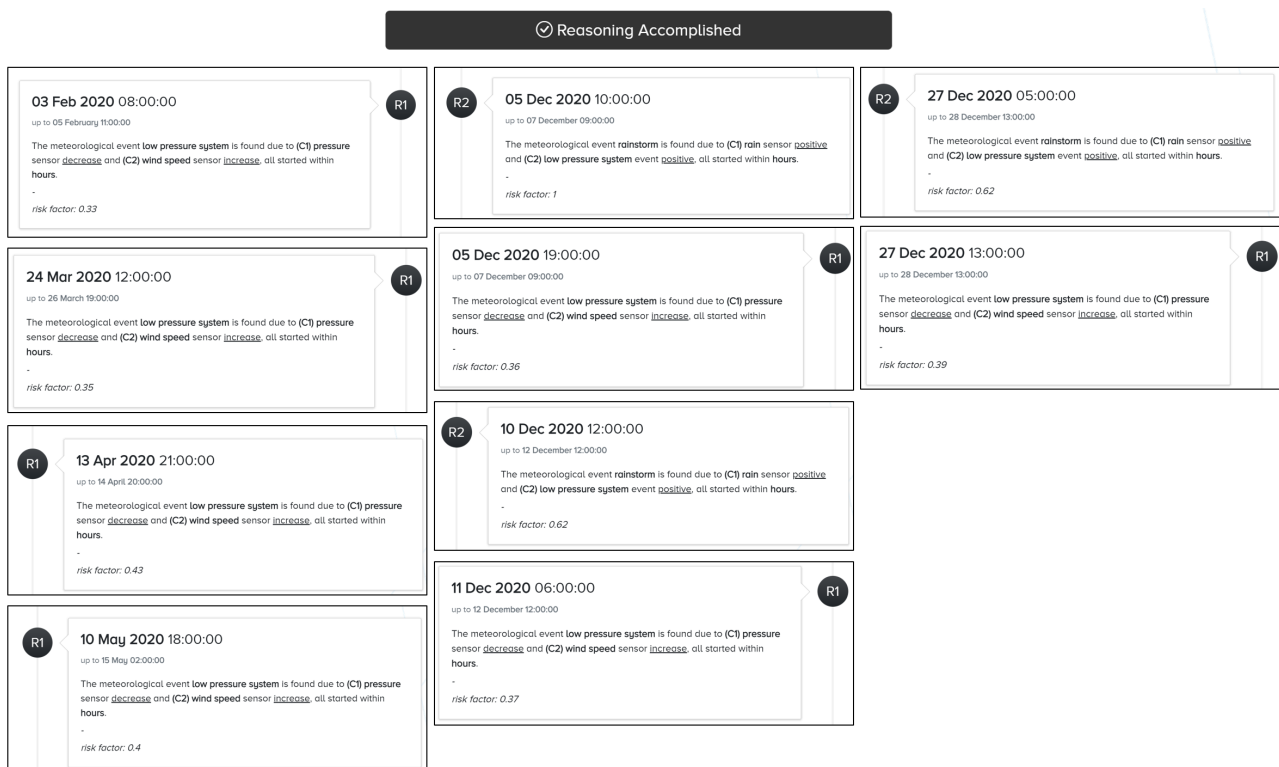 Reasoning Accomplished
R1
03 Feb 2020 08:00:00
up to 05 February 11:00:00
The meteorological event low pressure system is found due to (C1) pressure
sensor decrease and (C2) wind speed sensor increase, all started within
hours.
-
risk factor: 0.33
R1
24 Mar 2020 12:00:00
up to 26 March 19:00:00
The meteorological event low pressure system is found due to (C1) pressure
sensor decrease and (C2) wind speed sensor increase, all started within
hours.
-
risk factor: 0.35
R1
13 Apr 2020 21:00:00
up to 14 April 20:00:00
The meteorological event low pressure system is found due to (C1) pressure
sensor decrease and (C2) wind speed sensor increase, all started within
hours.
-
risk factor: 0.43
R1
10 May 2020 18:00:00
up to 15 May 02:00:00
The meteorological event low pressure system is found due to (C1) pressure
sensor decrease and (C2) wind speed sensor increase, all started within
hours.
-
risk factor: 0.4
R2
05 Dec 2020 10:00:00
up to 07 December 09:00:00
The meteorological event rainstorm is found due to (C1) rain sensor positive
and (C2) low pressure system event positive, all started within hours.
-
risk factor: 1
R1
05 Dec 2020 19:00:00
up to 07 December 09:00:00
The meteorological event low pressure system is found due to (C1) pressure
sensor decrease and (C2) wind speed sensor increase, all started within
hours.
-
risk factor: 0.36
R2
10 Dec 2020 12:00:00
up to 12 December 12:00:00
The meteorological event rainstorm is found due to (C1) rain sensor positive
and (C2) low pressure system event positive, all started within hours.
-
risk factor: 0.62
R1
11 Dec 2020 06:00:00
up to 12 December 12:00:00
The meteorological event low pressure system is found due to (C1) pressure
sensor decrease and (C2) wind speed sensor increase, all started within
hours.
-
risk factor: 0.37
R2
27 Dec 2020 05:00:00
up to 28 December 13:00:00
The meteorological event rainstorm is found due to (C1) rain sensor positive
and (C2) low pressure system event positive, all started within hours.
-
risk factor: 0.62
R1
27 Dec 2020 13:00:00
up to 28 December 13:00:00
The meteorological event low pressure system is found due to (C1) pressure
sensor decrease and (C2) wind speed sensor increase, all started within
hours.
-
risk factor: 0.39